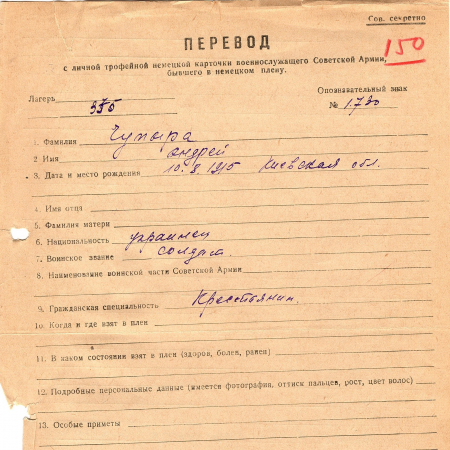 Сов. секретно
150
ПЕРЕВОД
с личной трофейной немецкой карточки военнослужащего Советской Армии,
бывшего в немецком плену.
Лагерь 336
Опознавательный знак
№ 1730
1. Фамилия Чупыра
2 Имя Андрей
3. Дата и место рождения 10. 8. 1915 Киевская обл.
4. Имя отца
5. Фамилия матери
6. Национальность украинец
7. Воинское звание солдат.
8. Наименование воинской части Советской Армии
9. Гражданская специальность Крестьянин.
10. Когда и где взят в плен
11. В каком состоянии взят в плен (здоров, болен, ранен)
12. Подробные персональные данные (имеется фотография, оттиск пальцев, рост, цвет волос)
13. Особые приметы